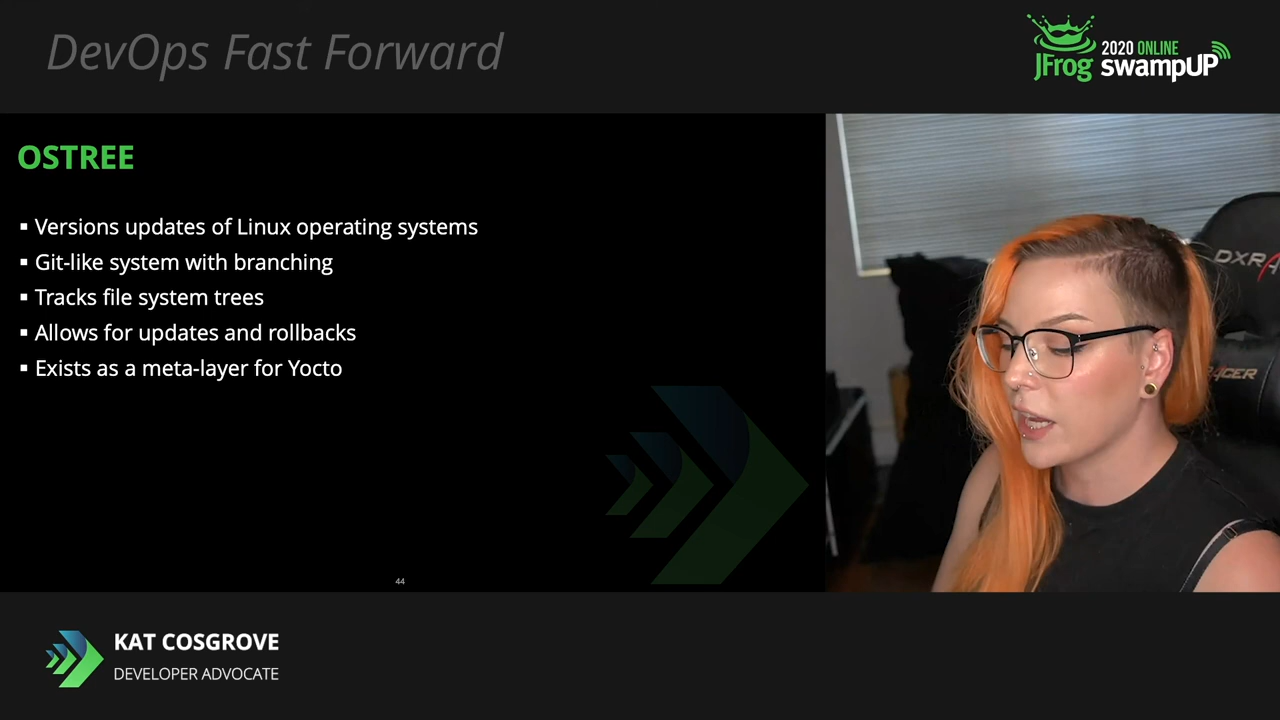 DevOps Fast Forward
JFrog
2020 ONLINE
swampUP
OSTREE
▪ Versions updates of Linux operating systems
▪ Git-like system with branching
▪ Tracks file system trees
▪ Allows for updates and rollbacks
▪ Exists as a meta-layer for Yocto
DXRA
RACER
44
KAT COSGROVE
DEVELOPER ADVOCATE